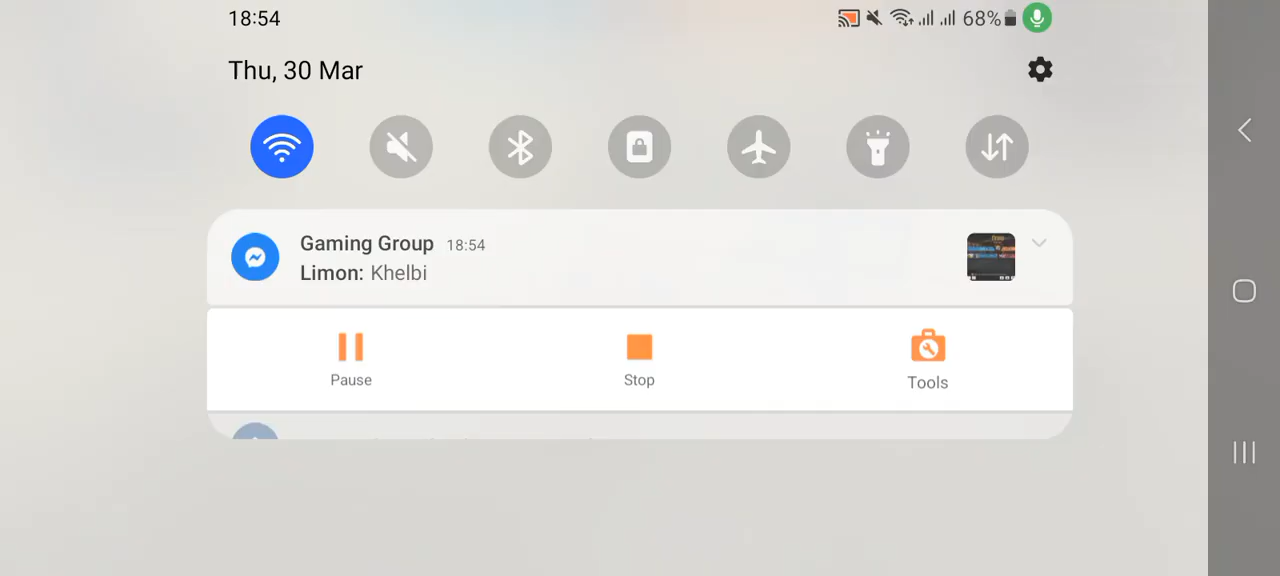 18:54
68%
Thu, 30 Mar
Gaming Group 18:54
Limon: Khelbi
Pause
Stop
Tools